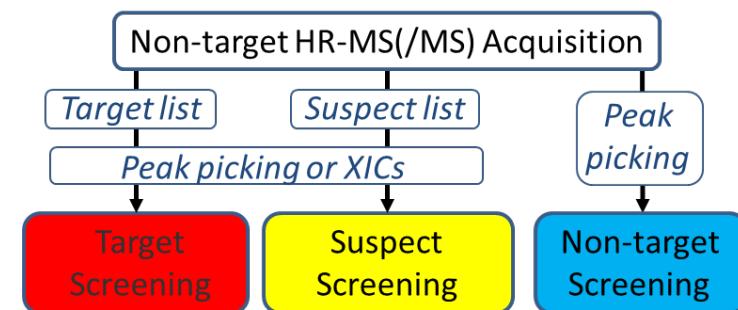 Non-target HR-MS(/MS) Acquisition
Target list
Suspect list
Peak
picking
Peak picking or XICs
Target
Screening
Suspect
Screening
Non-target
Screening